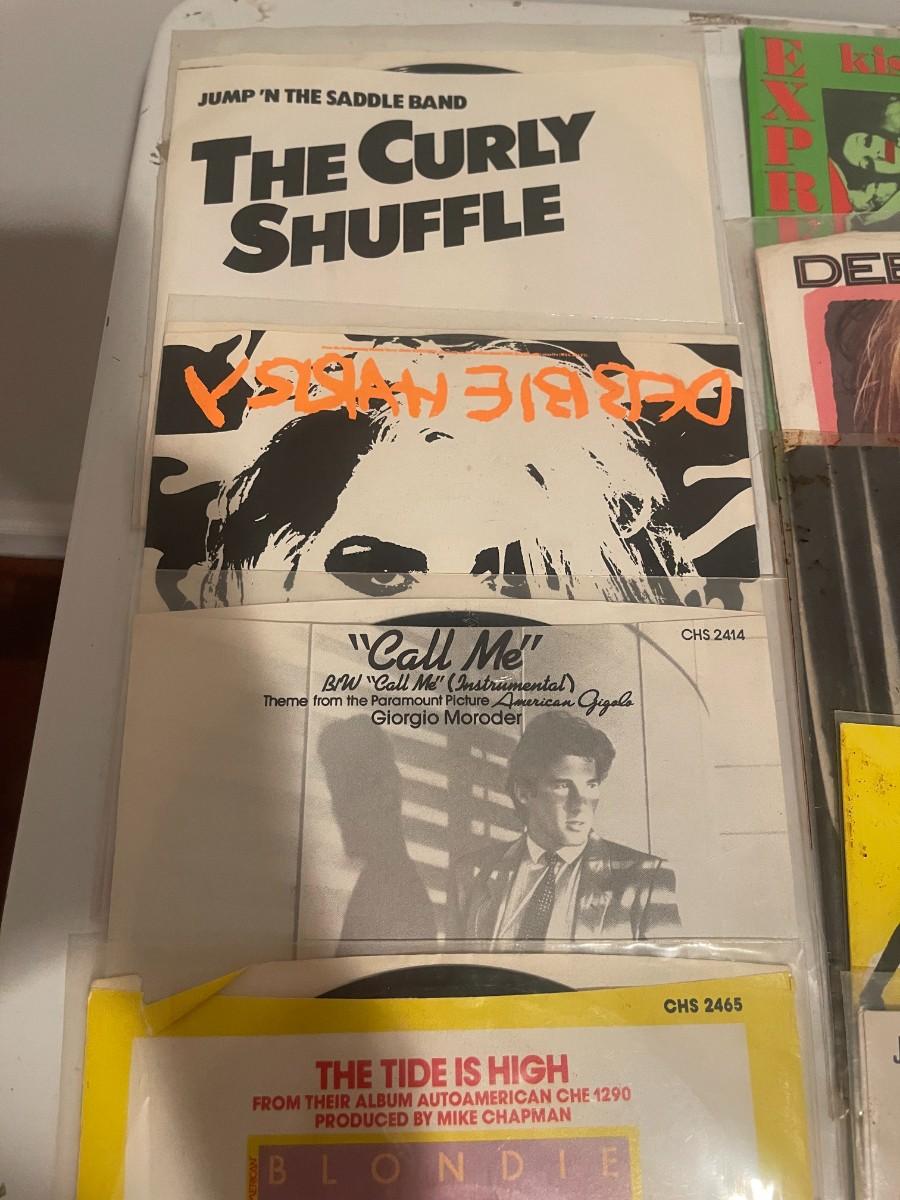 JUMP 'N THE SADDLE BAND
THE CURLY
SHUFFLE
DEBBIE HARRY
"Call Me"
B/W "Call Me" (Instrumental)
Theme from the Paramount Picture American Gigolo
Giorgio Moroder
CHS 2414
CHS 2465
THE TIDE IS HIGH
FROM THEIR ALBUM AUTOAMERICAN CHE 1290
PRODUCED BY MIKE CHAPMAN
BLONDIE
EXPRE
kis
DEB